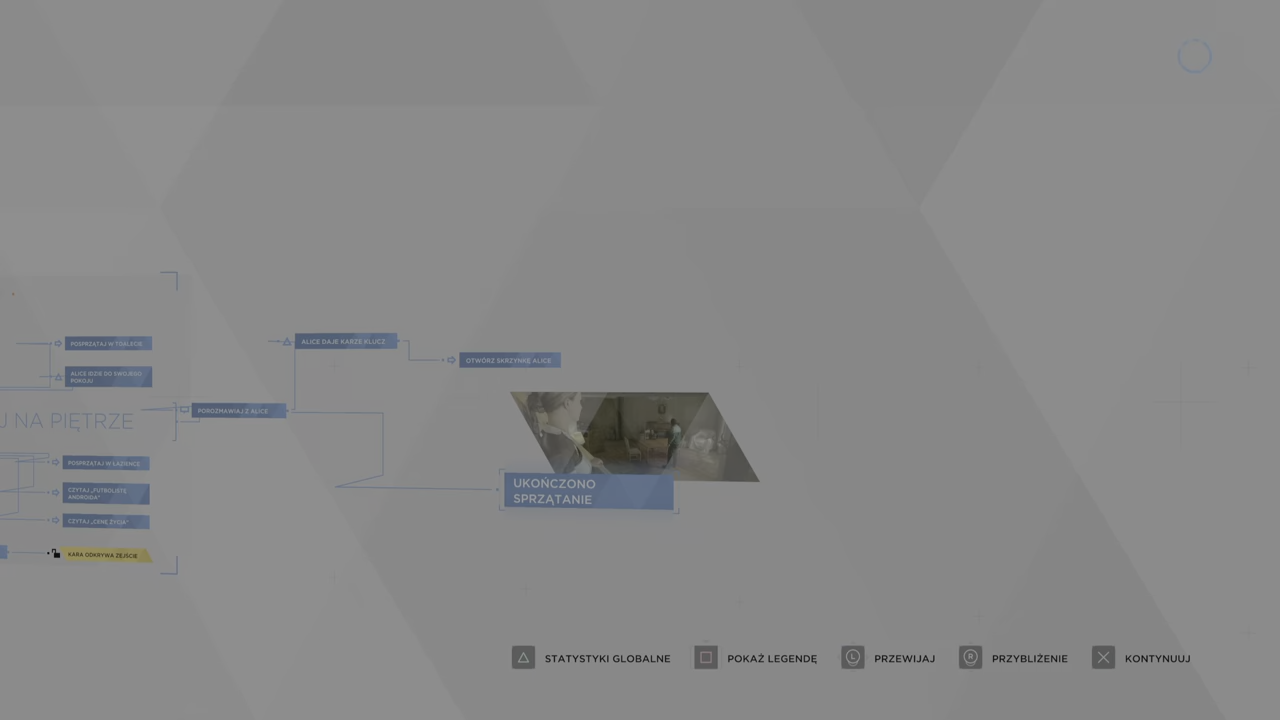 POSPRZĄTAJ W TOALECIE
ALICE IDZIE DO SWOJEGO
POKOJU
J NA PIĘTRZE
POSPRZĄTAJ W ŁAZIENCE
CZYTAJ „FUTBOLISTĘ
ANDROIDA”
CZYTAJ „CENĘ ŻYCIA”
KARA ODKRYWA ZEJŚCIE
POROZMAWIAJ Z ALICE
ALICE DAJE KARZE KLUCZ
OTWÓRZ SKRZYNKĘ ALICE
UKOŃCZONO
SPRZĄTANIE
STATYSTYKI GLOBALNE
POKAŻ LEGENDĘ
L PRZEWIJAJ
R PRZYBLIŻENIE
KONTYNUUJ